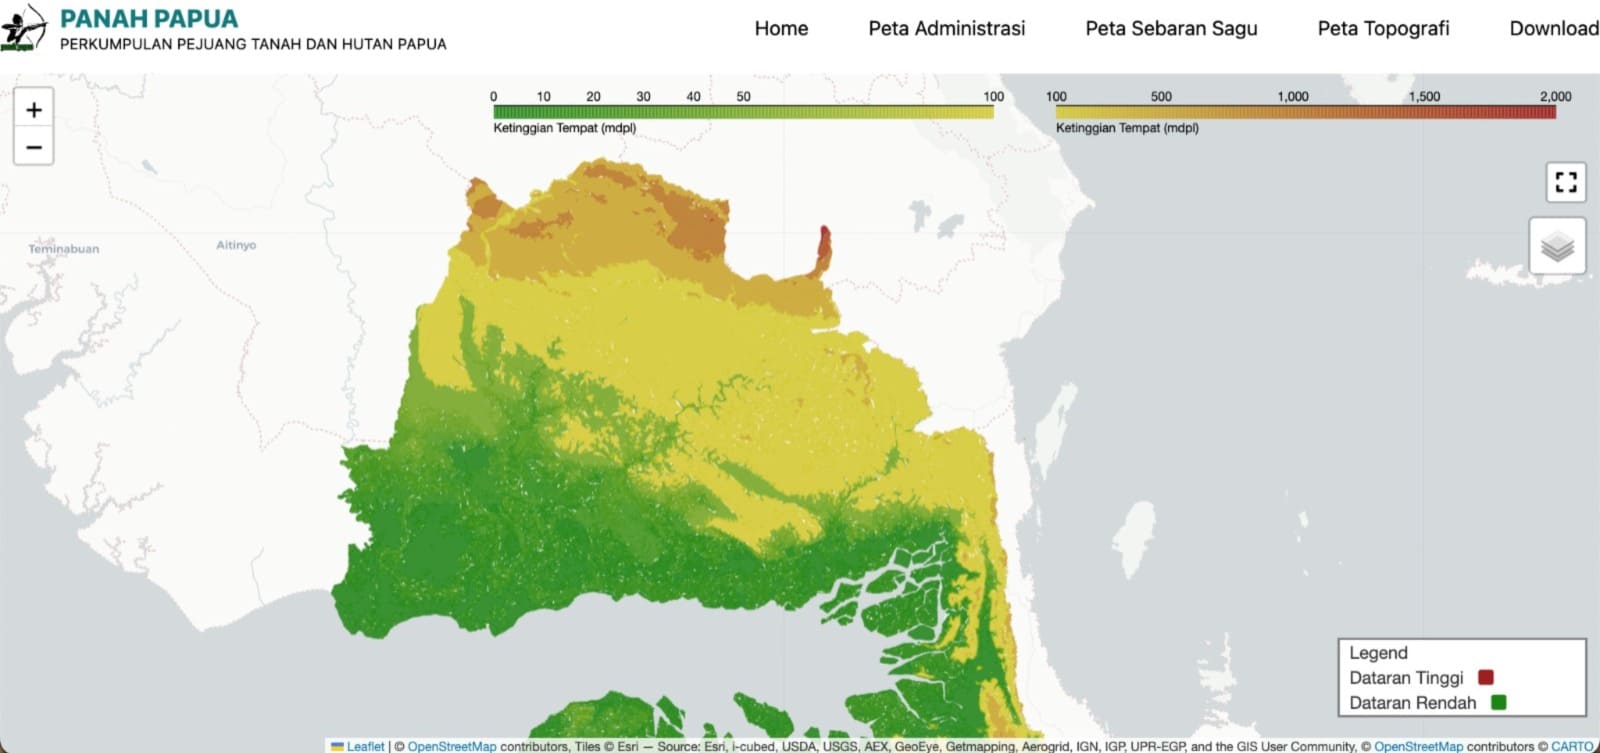 PANAH PAPUA
PERKUMPULAN PEJUANG TANAH DAN HUTAN PAPUA
Home
Peta Administrasi
Peta Sebaran Sagu
Peta Topografi
Download
+
−
0 10 20 30 40 50 100
Ketinggian Tempat (mdpl)
100 500 1,000 1,500 2,000
Ketinggian Tempat (mdpl)
Teminabuan
Aitinyo
Legend
Dataran Tinggi
Dataran Rendah
Leaflet | © OpenStreetMap contributors, Tiles © Esri — Source: Esri, i-cubed, USDA, USGS, AEX, GeoEye, Getmapping, Aerogrid, IGN, IGP, UPR-EGP, and the GIS User Community, © OpenStreetMap contributors © CARTO